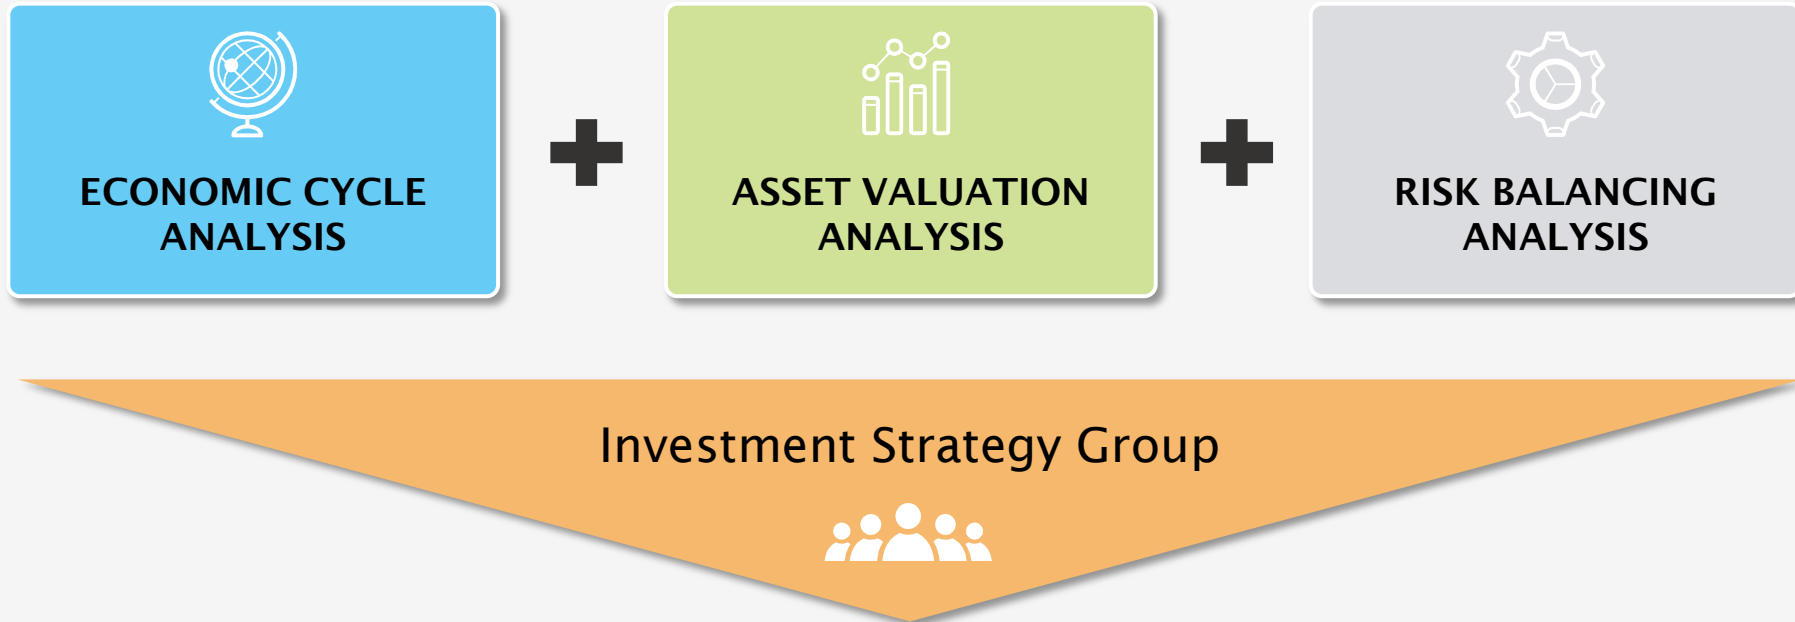 ECONOMIC CYCLE
ANALYSIS
ASSET VALUATION
ANALYSIS
RISK BALANCING
ANALYSIS
Investment Strategy Group